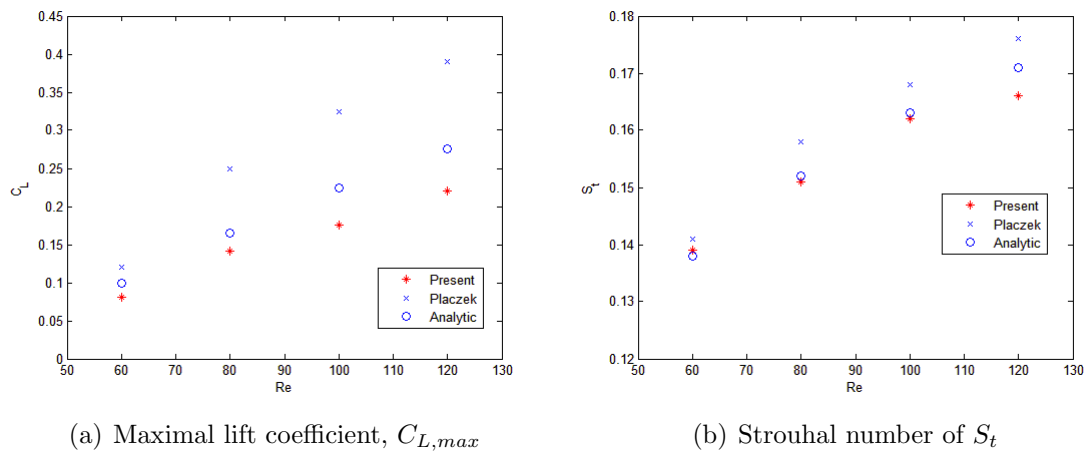 0.45
0.4
0.35
0.3
0.25
0.2
0.15
0.1
0.05
0
C_L
50 60 70 80 90 100 110 120 130
Re
Present
Placzek
Analytic
(a) Maximal lift coefficient, C_{L,max}
0.18
0.17
0.16
0.15
0.14
0.13
0.12
S_t
50 60 70 80 90 100 110 120 130
Re
Present
Placzek
Analytic
(b) Strouhal number of S_t